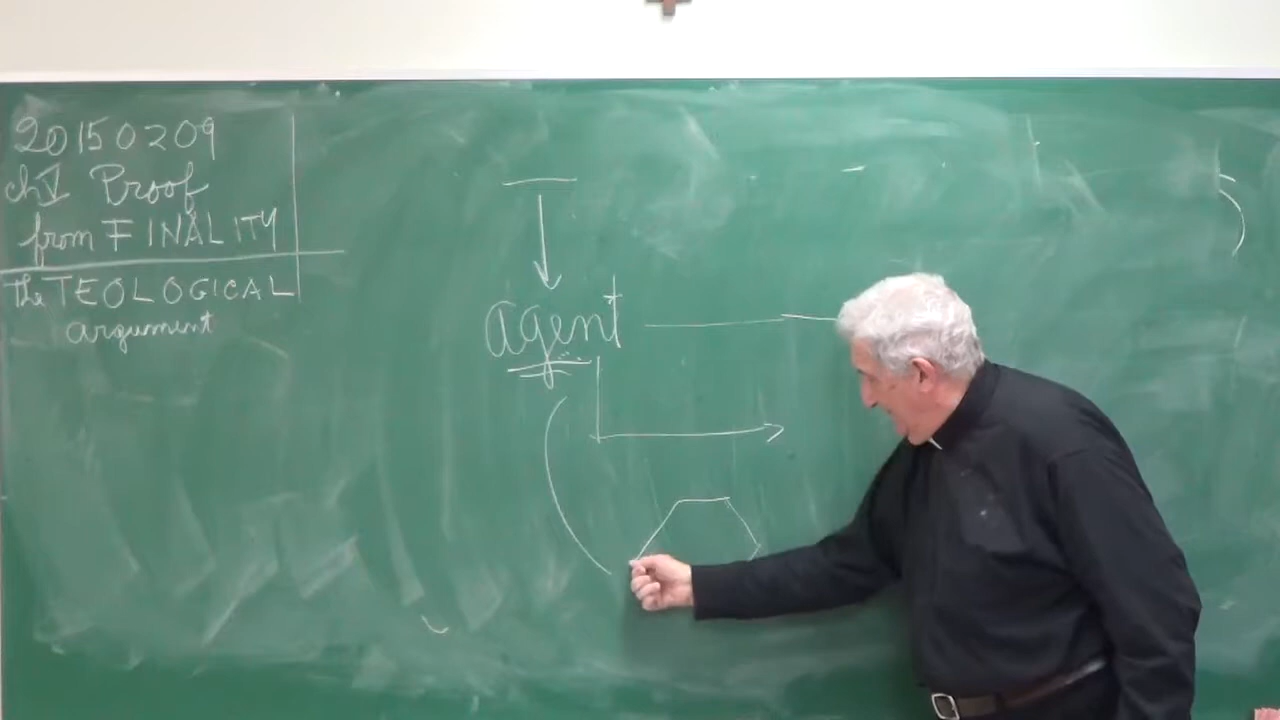 20150209
ch V Proof
from FINALITY
the TEOLOGICAL
argument
agent